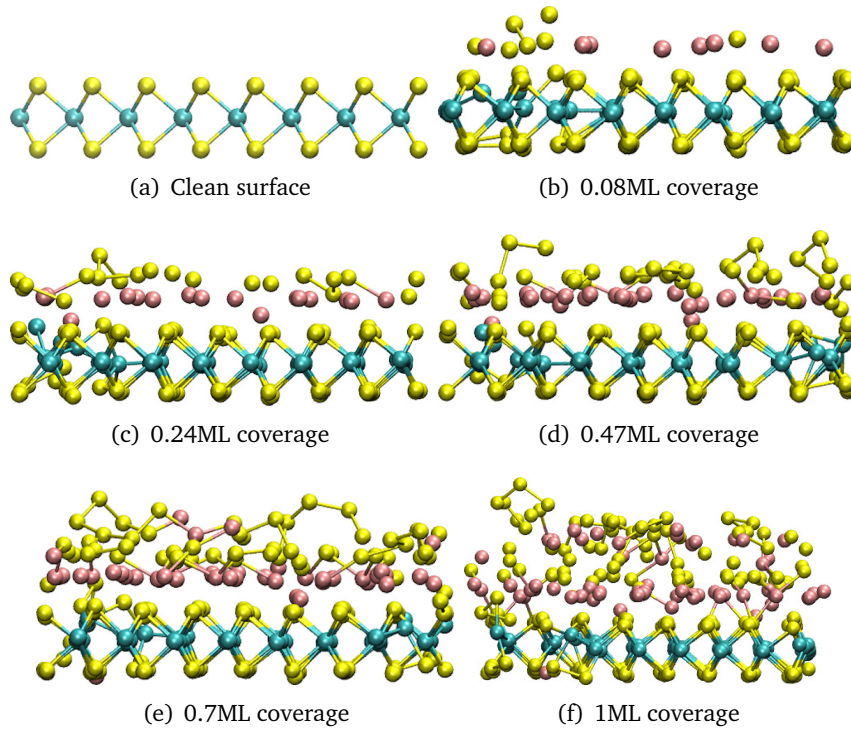 (a) Clean surface
(b) 0.08ML coverage
(c) 0.24ML coverage
(d) 0.47ML coverage
(e) 0.7ML coverage
(f) 1ML coverage